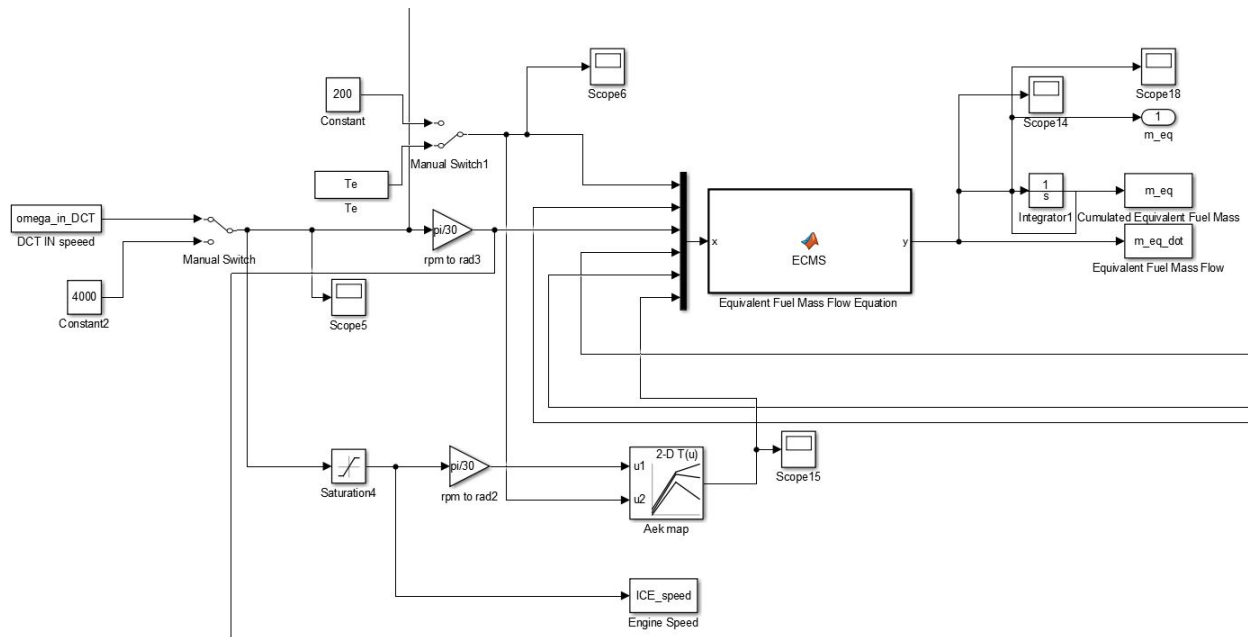 200
Constant
Scope6
Scope18
Scope14
1
m_eq
Manual Switch1
Te
Te
omega_in_DCT
DCT IN speeed
Manual Switch
pi/30
rpm to rad3
4000
Constant2
Scope5
x
ECMS
y
Equivalent Fuel Mass Flow Equation
1
s
Integrator1
m_eq
Cumulated Equivalent Fuel Mass
m_eq_dot
Equivalent Fuel Mass Flow
Saturation4
pi/30
rpm to rad2
2-D T(u)
u1
u2
Aek map
Scope15
ICE_speed
Engine Speed